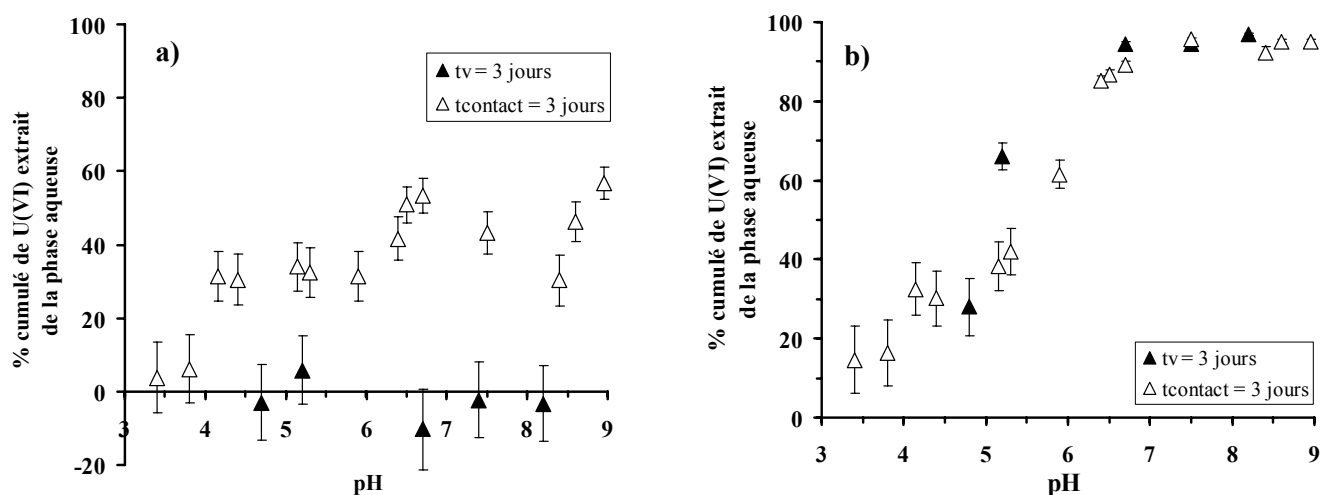 a)
% cumulé de U(VI) extrait
de la phase aqueuse
100
80
60
40
20
0
-20
3 4 5 6 7 8 9
pH
▲ tv = 3 jours
△ tcontact = 3 jours
b)
% cumulé de U(VI) extrait
de la phase aqueuse
100
80
60
40
20
0
3 4 5 6 7 8 9
pH
▲ tv = 3 jours
△ tcontact = 3 jours